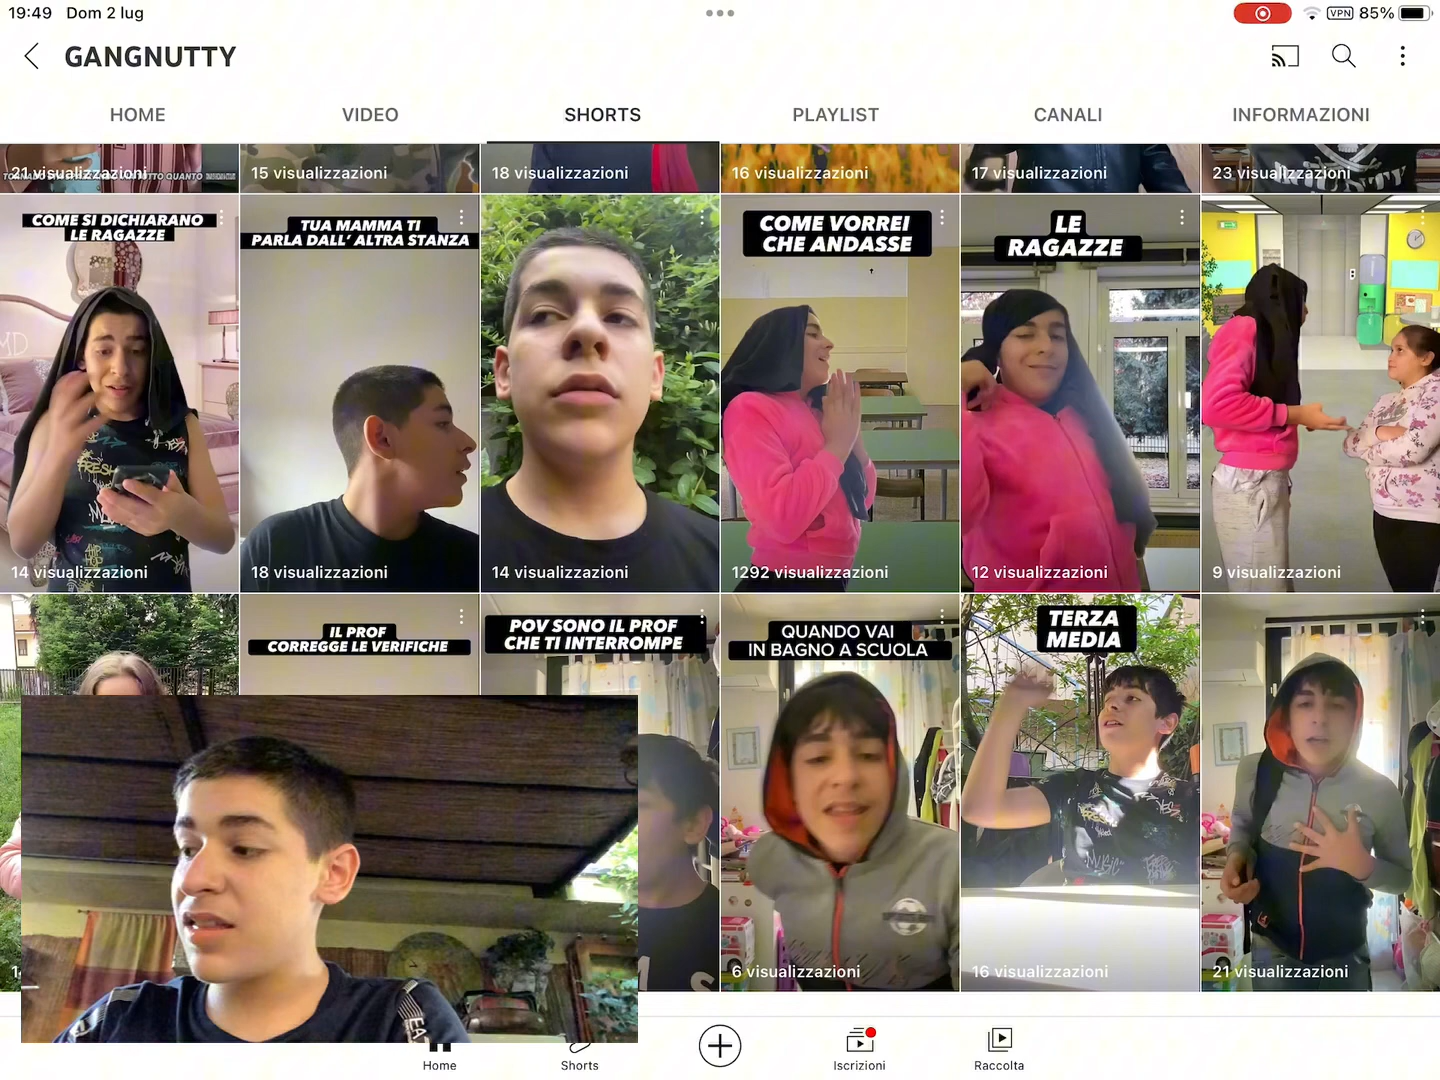 19:49 Dom 2 lug
VPN 85%
GANGNUTTY
HOME VIDEO SHORTS PLAYLIST CANALI INFORMAZIONI
21 visualizzazioni 15 visualizzazioni 18 visualizzazioni 16 visualizzazioni 17 visualizzazioni 23 visualizzazioni
COME SI DICHIARANO
LE RAGAZZE
TUA MAMMA TI
PARLA DALL' ALTRA STANZA
COME VORREI
CHE ANDASSE
LE
RAGAZZE
FRESH
14 visualizzazioni 18 visualizzazioni 14 visualizzazioni 1292 visualizzazioni 12 visualizzazioni 9 visualizzazioni
IL PROF
CORREGGE LE VERIFICHE
POV SONO IL PROF
CHE TI INTERROMPE
QUANDO VAI
IN BAGNO A SCUOLA
TERZA
MEDIA
MUSIC
6 visualizzazioni 16 visualizzazioni 21 visualizzazioni
Home Shorts Iscrizioni Raccolta